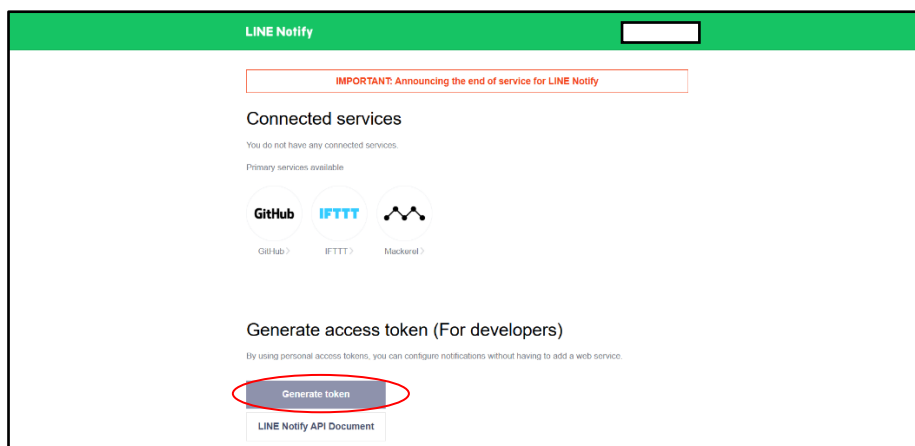 LINE Notify
IMPORTANT: Announcing the end of service for LINE Notify
Connected services
You do not have any connected services.
Primary services available
GitHub IFTTT
GitHub > IFTTT > Mackerel >
Generate access token (For developers)
By using personal access tokens, you can configure notifications without having to add a web service.
Generate token
LINE Notify API Document